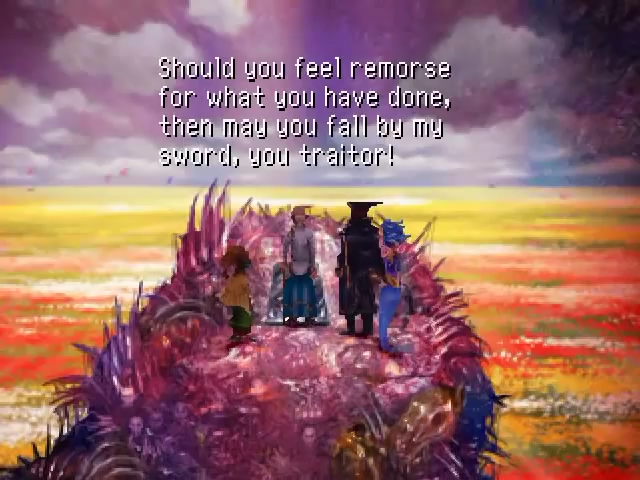 Should you feel remorse
for what you have done,
then may you fall by my
sword, you traitor!